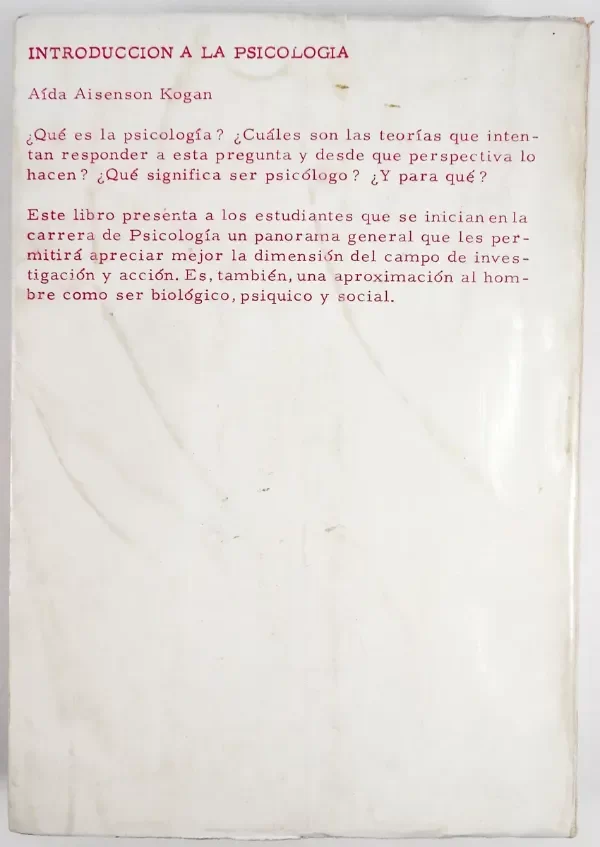 INTRODUCCION A LA PSICOLOGIA
Aída Aisenson Kogan
¿Qué es la psicología? ¿Cuáles son las teorías que inten-
tan responder a esta pregunta y desde que perspectiva lo
hacen? ¿Qué significa ser psicólogo? ¿Y para qué?
Este libro presenta a los estudiantes que se inician en la
carrera de Psicología un panorama general que les per-
mitirá apreciar mejor la dimensión del campo de inves-
tigación y acción. Es, también, una aproximación al hom-
bre como ser biológico, psiquico y social.